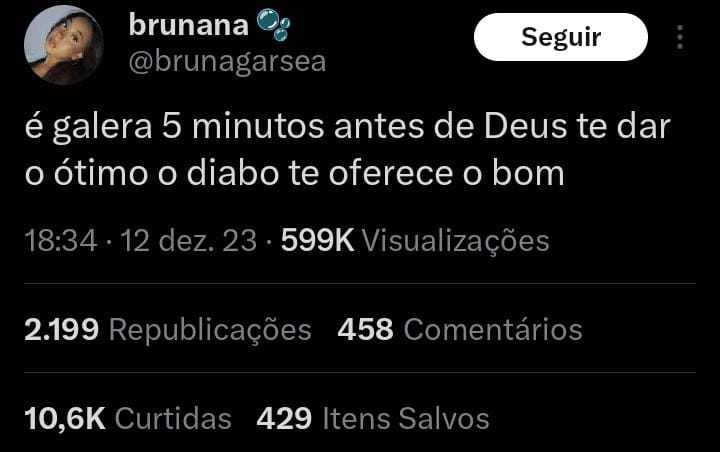 brunana
@brunagarsea
Seguir
é galera 5 minutos antes de Deus te dar
o ótimo o diabo te oferece o bom
18:34 · 12 dez. 23 · 599K Visualizações
2.199 Republicações 458 Comentários
10,6K Curtidas 429 Itens Salvos